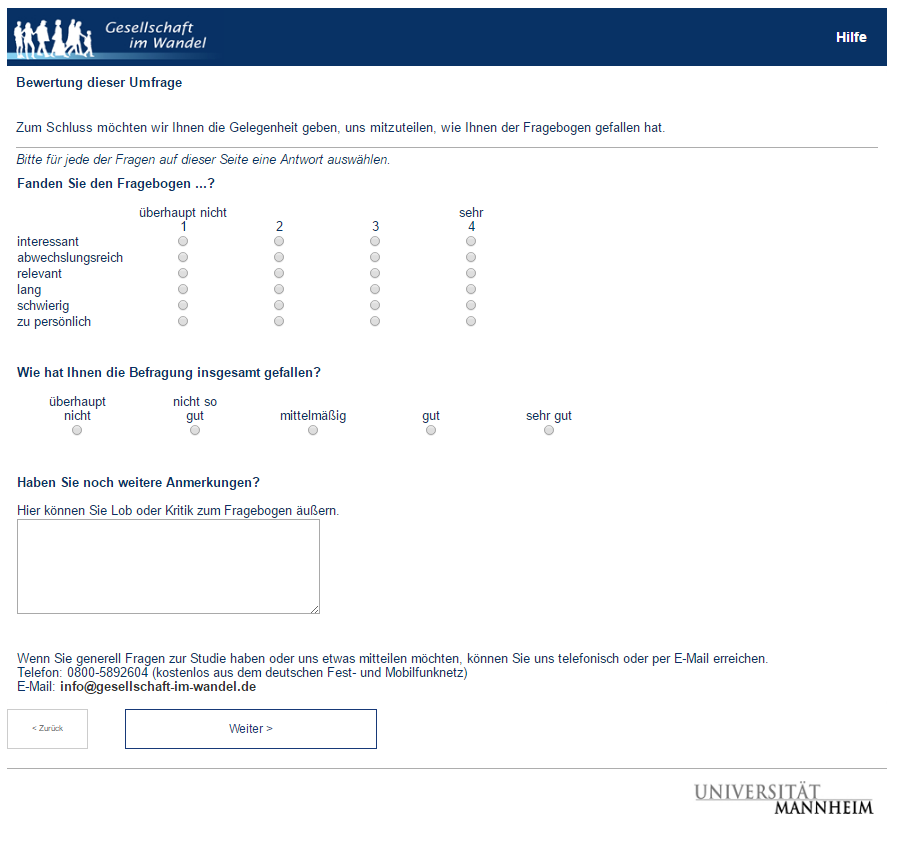 Gesellschaft
im Wandel
Hilfe
Bewertung dieser Umfrage
Zum Schluss möchten wir Ihnen die Gelegenheit geben, uns mitzuteilen, wie Ihnen der Fragebogen gefallen hat.
Bitte für jede der Fragen auf dieser Seite eine Antwort auswählen.
Fanden Sie den Fragebogen ...?
überhaupt nicht sehr
1 2 3 4
interessant
abwechslungsreich
relevant
lang
schwierig
zu persönlich
Wie hat Ihnen die Befragung insgesamt gefallen?
überhaupt nicht so
nicht gut mittelmäßig gut sehr gut
Haben Sie noch weitere Anmerkungen?
Hier können Sie Lob oder Kritik zum Fragebogen äußern.
Wenn Sie generell Fragen zur Studie haben oder uns etwas mitteilen möchten, können Sie uns telefonisch oder per E-Mail erreichen.
Telefon: 0800-5892604 (kostenlos aus dem deutschen Fest- und Mobilfunknetz)
E-Mail: info@gesellschaft-im-wandel.de
< Zurück Weiter >
UNIVERSITÄT
MANNHEIM